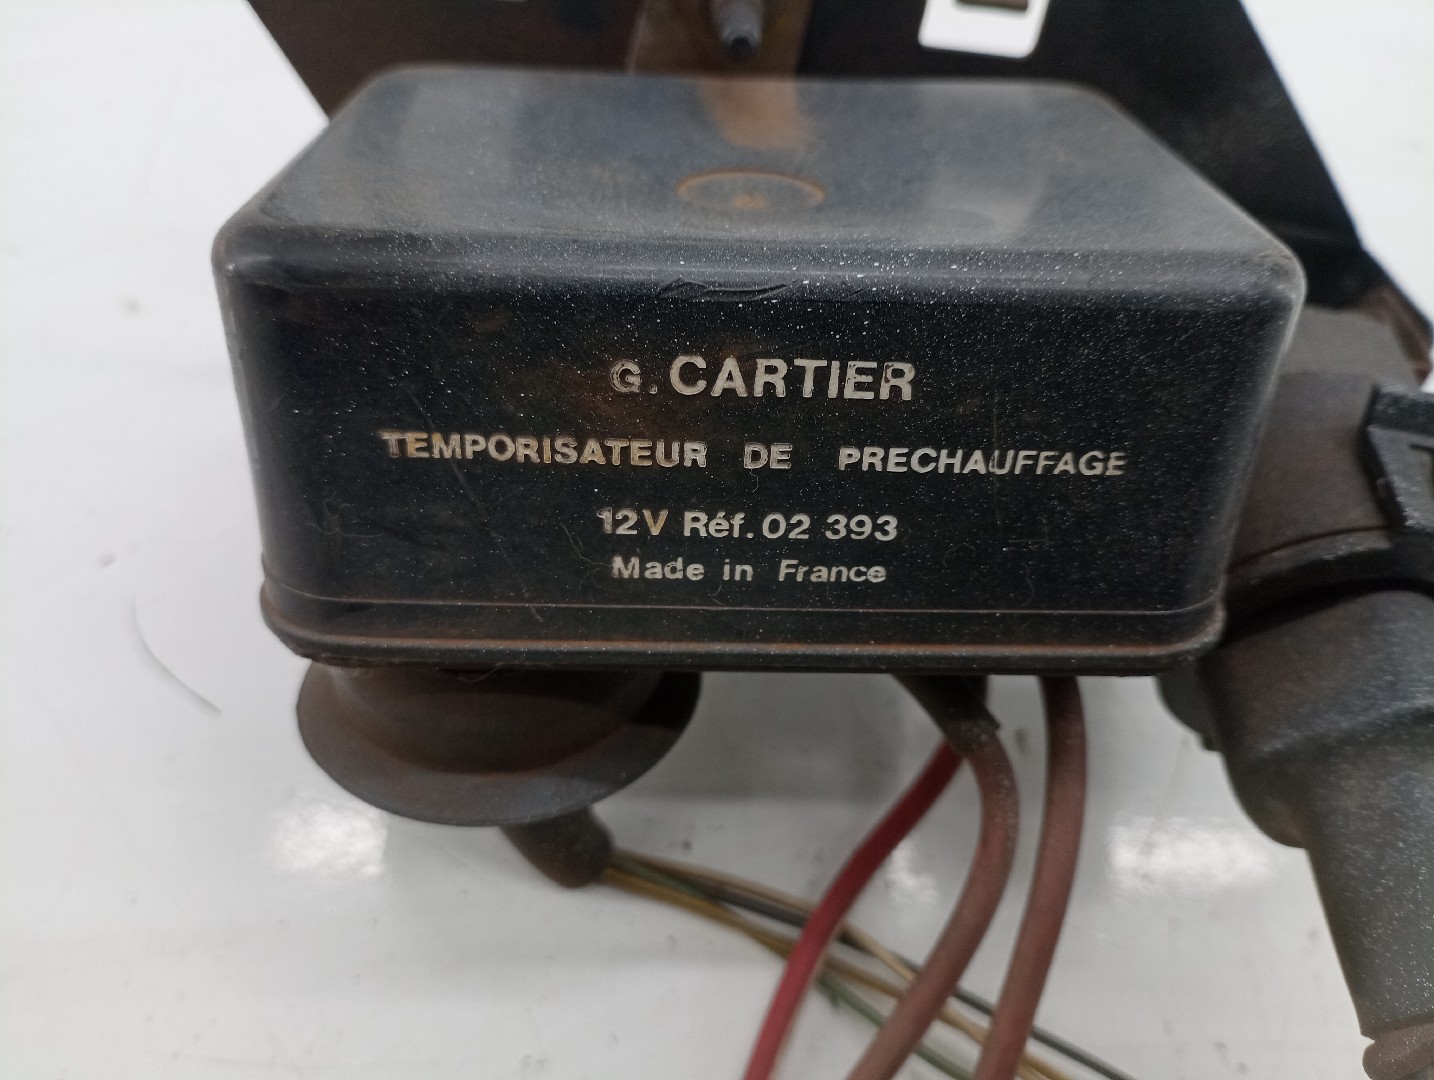 G. CARTIER
TEMPORISATEUR DE PRECHAUFFAGE
12V Réf. 02 393
Made in France